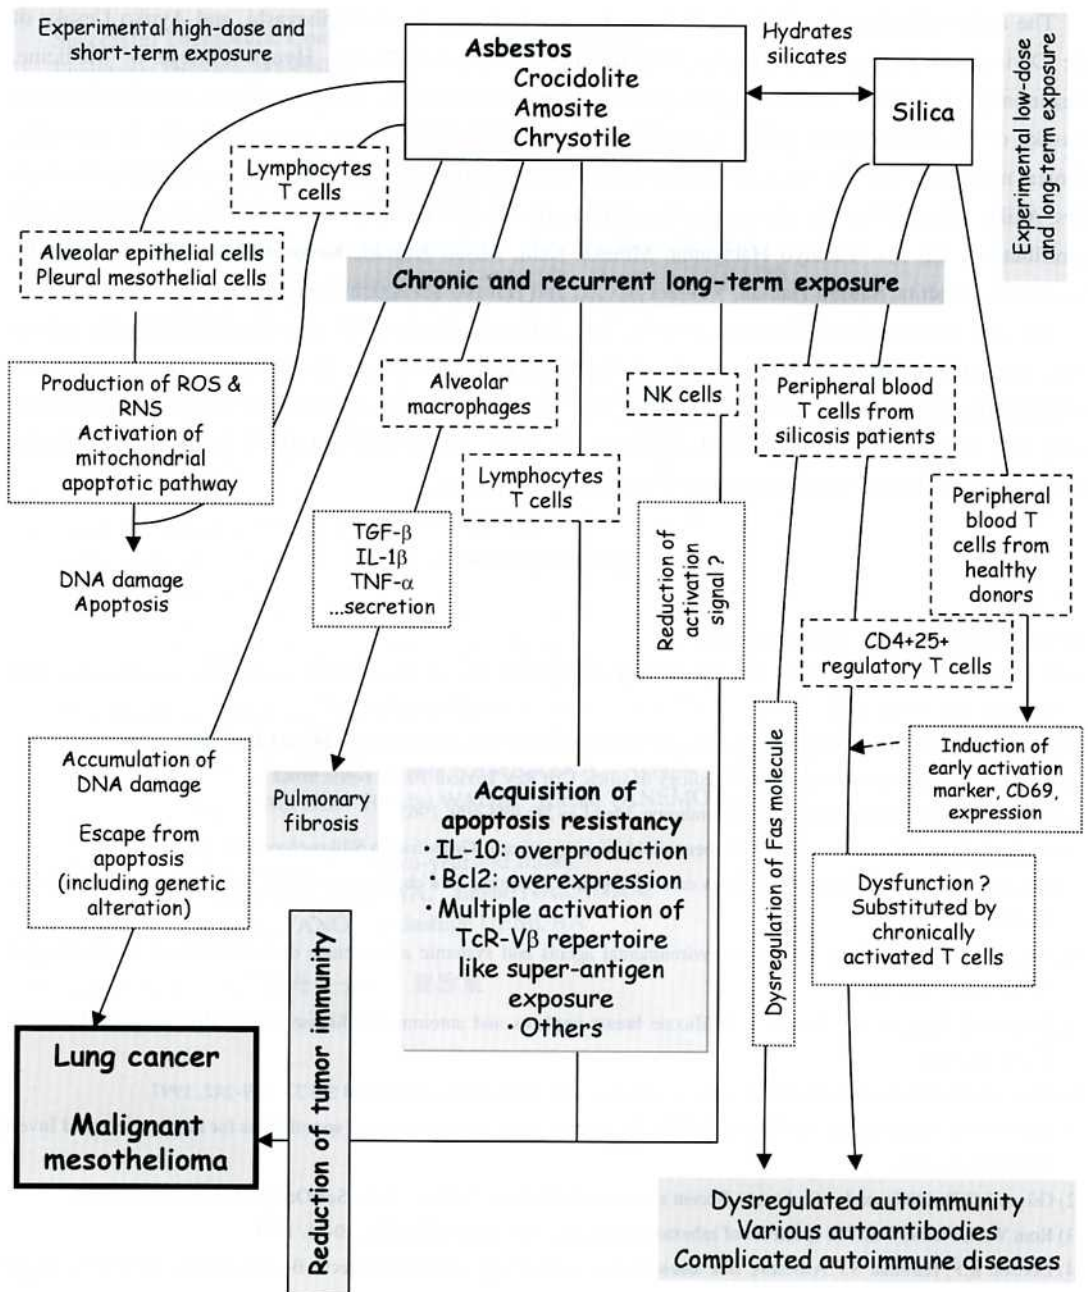 Experimental high-dose and
short-term exposure
Asbestos
Crocidolite
Amosite
Chrysotile
Hydrates
silicates
Silica
Experimental low-dose
and long-term exposure
Lymphocytes
T cells
Alveolar epithelial cells
Pleural mesothelial cells
Chronic and recurrent long-term exposure
Production of ROS &
RNS
Activation of
mitochondrial
apoptotic pathway
DNA damage
Apoptosis
Alveolar
macrophages
TGF-β
IL-1β
TNF-α
...secretion
Lymphocytes
T cells
NK cells
Reduction of
activation
signal ?
Peripheral blood
T cells from
silicosis patients
Peripheral
blood T
cells from
healthy
donors
CD4+25+
regulatory T cells
Induction of
early activation
marker, CD69,
expression
Dysregulation of Fas molecule
Dysfunction ?
Substituted by
chronically
activated T cells
Accumulation of
DNA damage
Escape from
apoptosis
(including genetic
alteration)
Pulmonary
fibrosis
Acquisition of
apoptosis resistancy
・IL-10: overproduction
・Bcl2: overexpression
・Multiple activation of
TcR-Vβ repertoire
like super-antigen
exposure
・Others
Reduction of tumor immunity
Lung cancer
Malignant
mesothelioma
Dysregulated autoimmunity
Various autoantibodies
Complicated autoimmune diseases